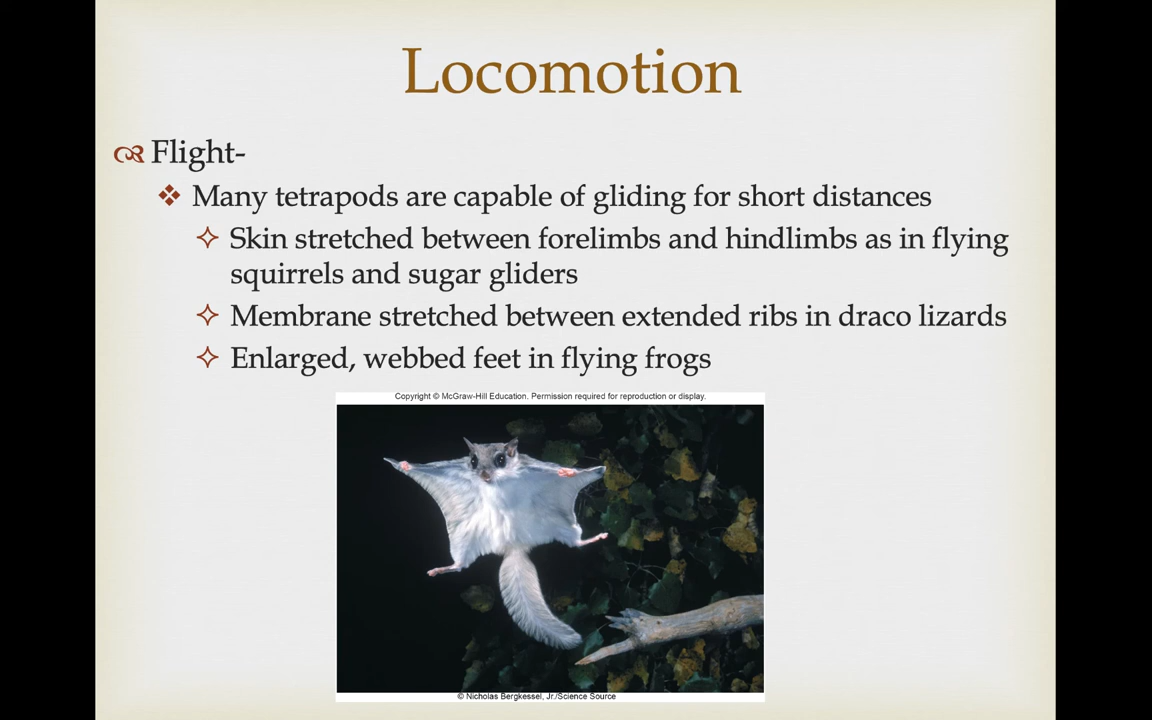 Locomotion
Flight-
Many tetrapods are capable of gliding for short distances
Skin stretched between forelimbs and hindlimbs as in flying
squirrels and sugar gliders
Membrane stretched between extended ribs in draco lizards
Enlarged, webbed feet in flying frogs
Copyright © McGraw-Hill Education. Permission required for reproduction or display.
© Nicholas Bergkessel, Jr./Science Source